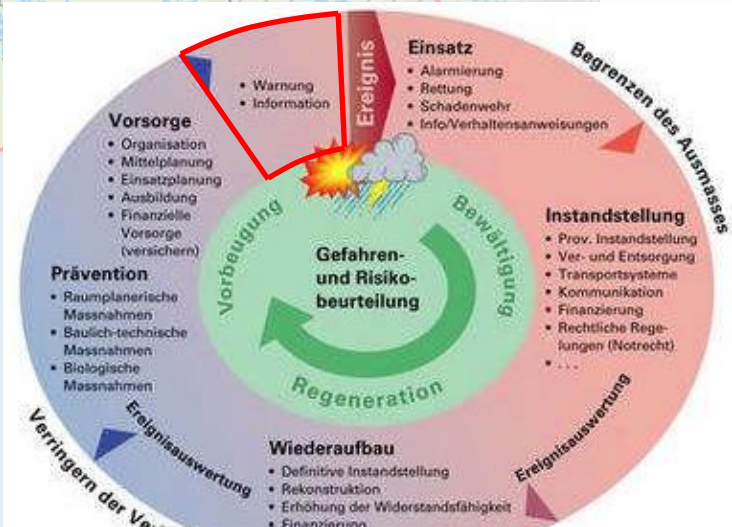 Ereignis
Einsatz
• Alarmierung
• Rettung
• Schadenwehr
• Info/Verhaltensanweisungen
Begrenzen des Ausmasses
• Warnung
• Information
Vorsorge
• Organisation
• Mittelplanung
• Einsatzplanung
• Ausbildung
• Finanzielle
Vorsorge
(versichern)
Instandstellung
• Prov. Instandstellung
• Ver- und Entsorgung
• Transportsysteme
• Kommunikation
• Finanzierung
• Rechtliche Rege-
lungen (Notrecht)
• . . .
Vorbeugung
Bewältigung
Regeneration
Gefahren-
und Risiko-
beurteilung
Prävention
• Raumplanerische
Massnahmen
• Baulich-technische
Massnahmen
• Biologische
Massnahmen
Ereignisauswertung
Ereignisauswertung
Verringern der
Wiederaufbau
• Definitive Instandstellung
• Rekonstruktion
• Erhöhung der Widerstandsfähigkeit
• Finanzierung